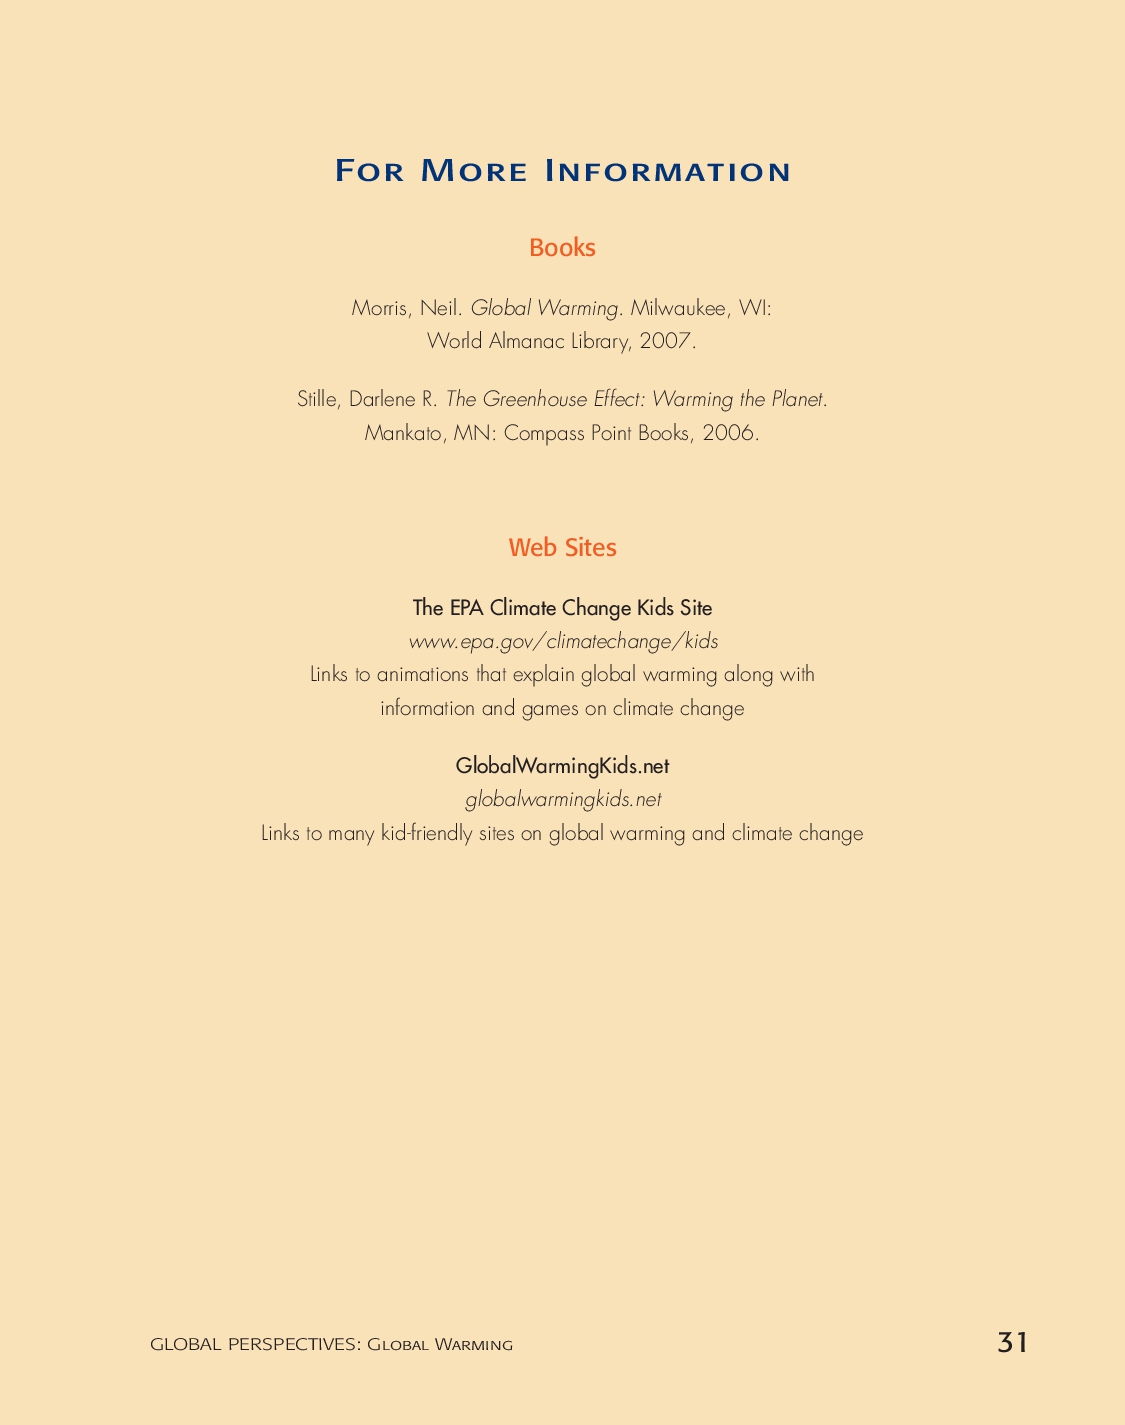 For More Information
Books
Morris, Neil. Global Warming. Milwaukee, WI:
World Almanac Library, 2007.
Stille, Darlene R. The Greenhouse Effect: Warming the Planet.
Mankato, MN: Compass Point Books, 2006.
Web Sites
The EPA Climate Change Kids Site
www.epa.gov/climatechange/kids
Links to animations that explain global warming along with
information and games on climate change
GlobalWarmingKids.net
globalwarmingkids.net
Links to many kid-friendly sites on global warming and climate change
GLOBAL PERSPECTIVES: Global Warming 31